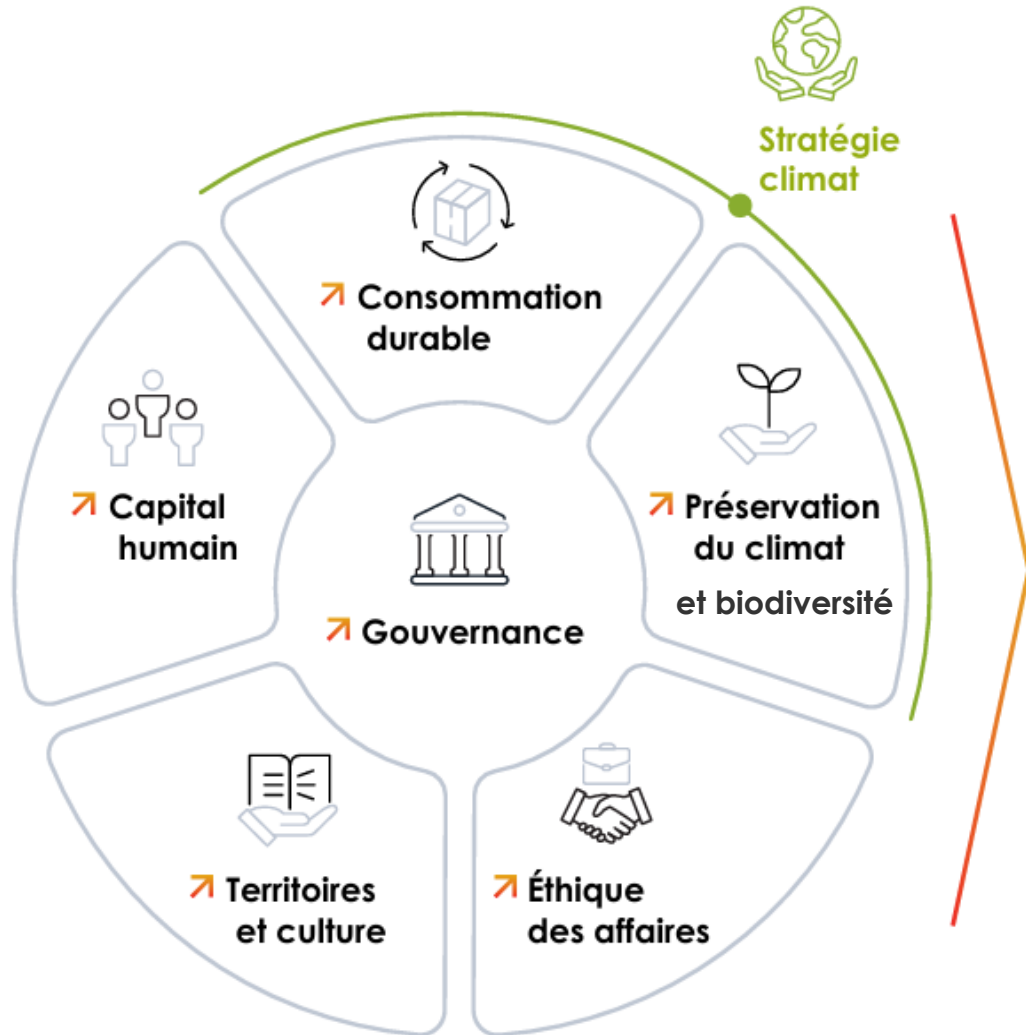 Stratégie
climat
Consommation
durable
Capital
humain
Préservation
du climat
et biodiversité
Gouvernance
Territoires
et culture
Éthique
des affaires